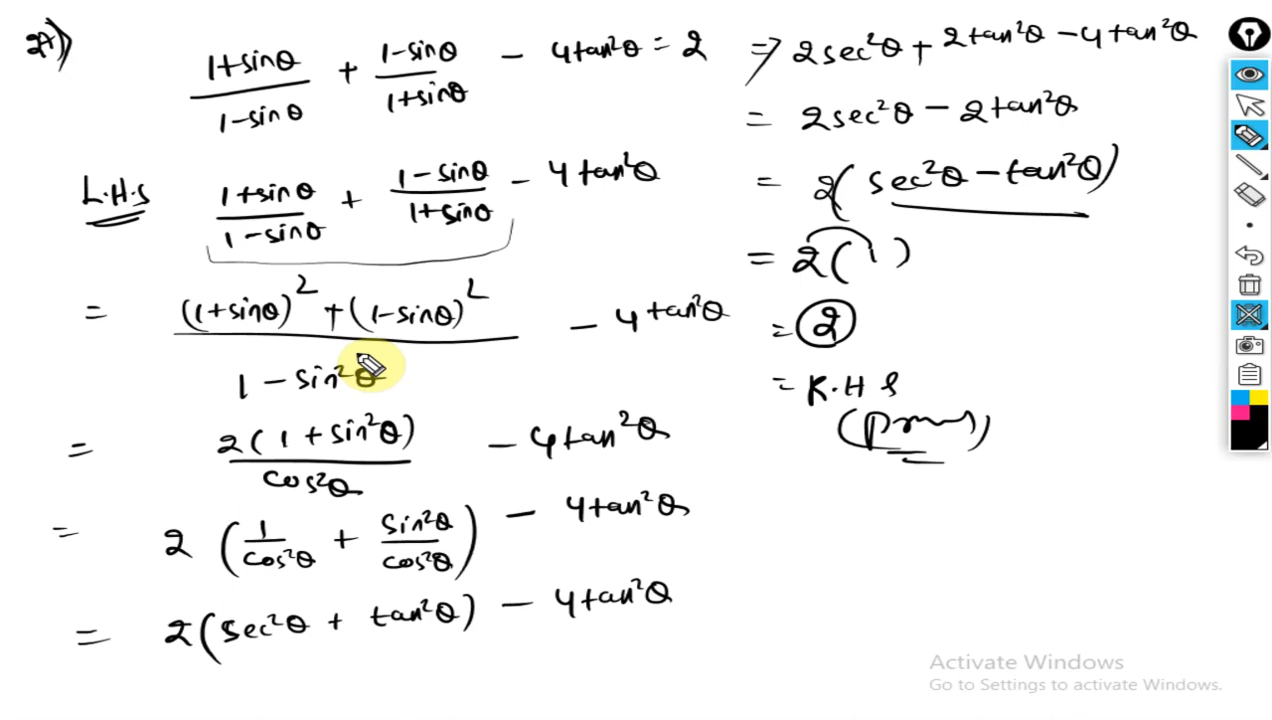 1+sinθ/1-sinθ + 1-sinθ/1+sinθ - 4tan²θ = 2
L.H.S 1+sinθ/1-sinθ + 1-sinθ/1+sinθ - 4tan²θ
= (1+sinθ)² + (1-sinθ)²/1-sin²θ - 4tan²θ
= 2(1+sin²θ)/cos²θ - 4tan²θ
= 2(1/cos²θ + sin²θ/cos²θ) - 4tan²θ
= 2(sec²θ + tan²θ) - 4tan²θ
⇒ 2sec²θ + 2tan²θ - 4tan²θ
= 2sec²θ - 2tan²θ
= 2(sec²θ - tan²θ)
= 2(1)
= 2
= R.H.S
Activate Windows
Go to Settings to activate Windows.